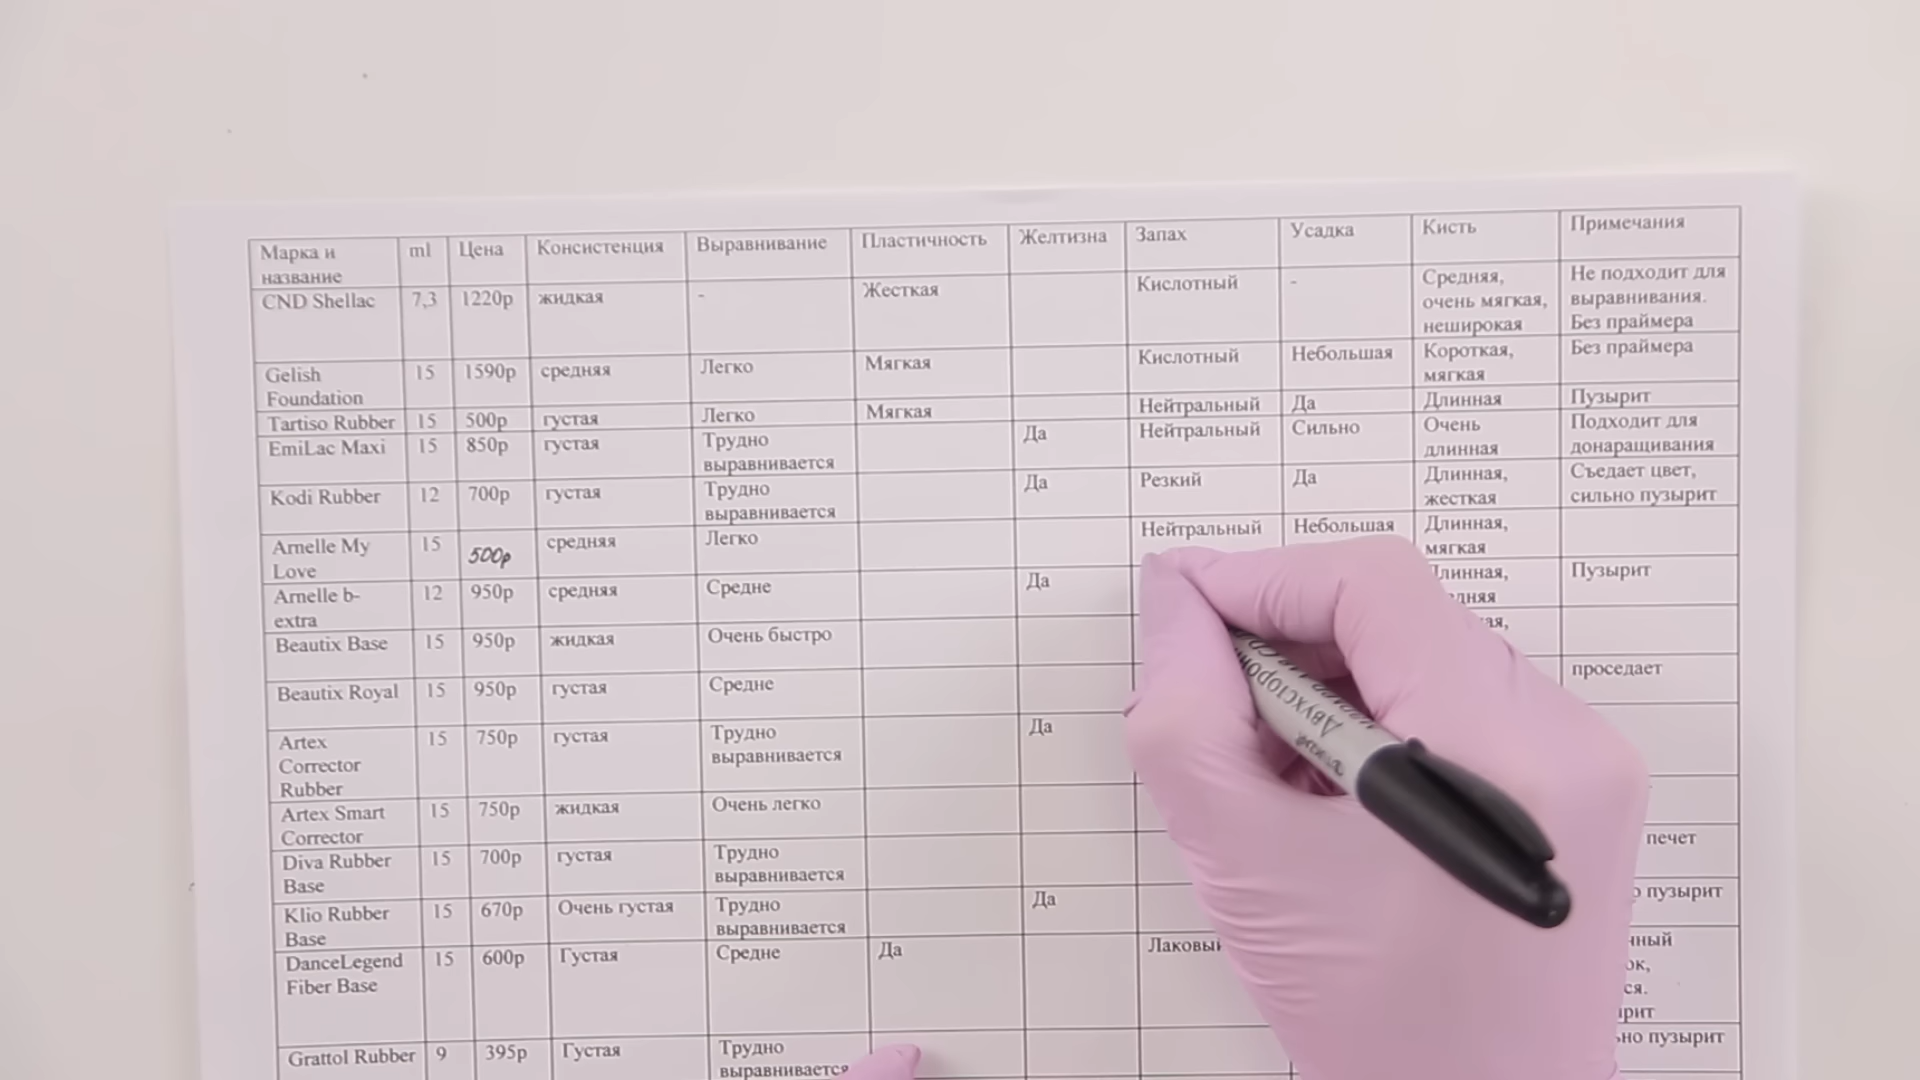 Марка и название ml Цена Консистенция Выравнивание Пластичность Желтизна Запах Усадка Кисть Примечания
CND Shellac 7,3 1220р жидкая - Жесткая Кислотный - Средняя, очень мягкая, неширокая Не подходит для выравнивания. Без праймера
Gelish Foundation 15 1590р средняя Легко Мягкая Кислотный Небольшая Короткая, мягкая Без праймера
Tartiso Rubber 15 500р густая Легко Мягкая Нейтральный Да Длинная Пузырит
EmiLac Maxi 15 850р густая Трудно выравнивается Да Нейтральный Сильно Очень длинная Подходит для донаращивания
Kodi Rubber 12 700р густая Трудно выравнивается Да Резкий Да Длинная, жесткая Съедает цвет, сильно пузырит
Arnelle My Love 15 500р средняя Легко Нейтральный Небольшая Длинная, мягкая
Arnelle b-extra 12 950р средняя Средне Да Длинная, Пузырит
Beautix Base 15 950р жидкая Очень быстро
Beautix Royal 15 950р густая Средне проседает
Artex Corrector Rubber 15 750р густая Трудно выравнивается Да
Artex Smart Corrector 15 750р жидкая Очень легко
Diva Rubber Base 15 700р густая Трудно выравнивается печет
Klio Rubber Base 15 670р Очень густая Трудно выравнивается Да пузырит
DanceLegend Fiber Base 15 600р Густая Средне Да Лаковый
Grattol Rubber 9 395р Густая Трудно выравнивается пузырит